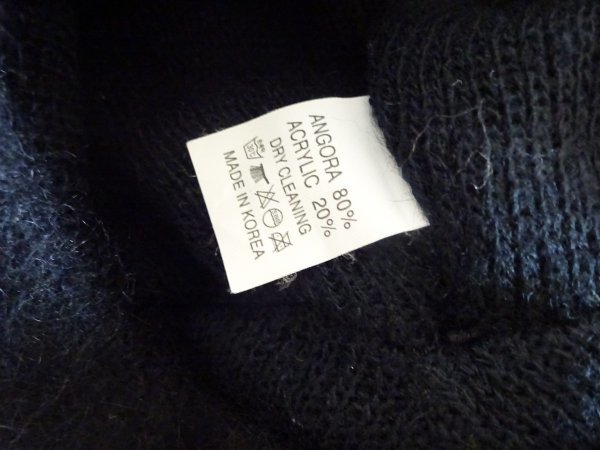 ANGORA 80%
ACRYLIC 20%
DRY CLEANING
MADE IN KOREA